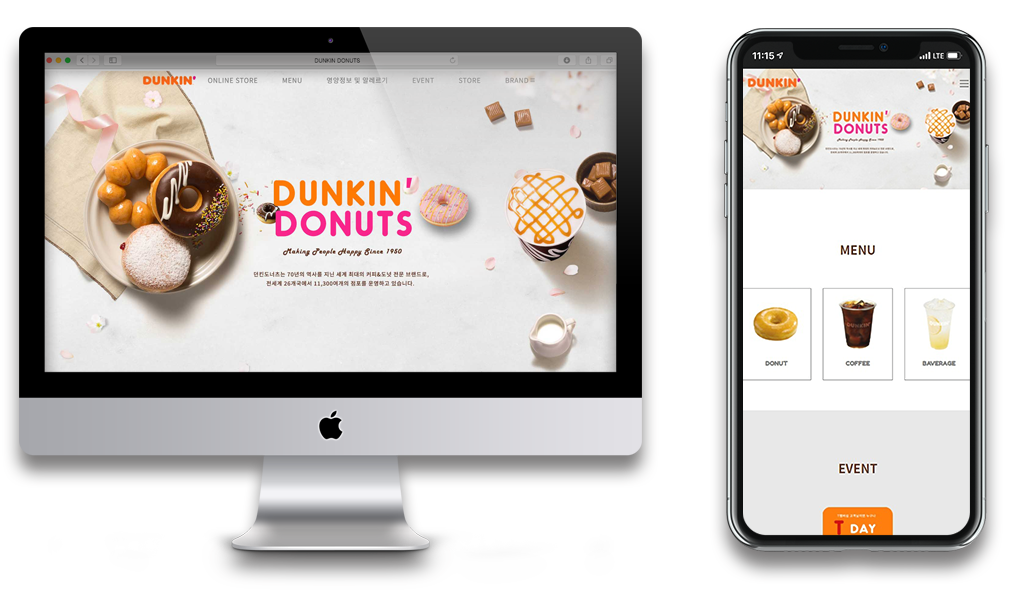 DUNKIN DONUTS
DUNKIN'
ONLINE STORE
MENU
영양정보 및 알레르기
EVENT
STORE
BRAND
DUNKIN'
DONUTS
Making People Happy Since 1950
던킨도너츠는 70년의 역사를 지닌 세계 최대의 커피&도넛 전문 브랜드로,
전세계 26개국에서 11,300여개의 점포를 운영하고 있습니다.
11:15
LTE
DUNKIN'
DUNKIN'
DONUTS
Making People Happy Since 1950
MENU
DUNKIN'
DONUT
COFFEE
BAVERAGE
EVENT
T DAY